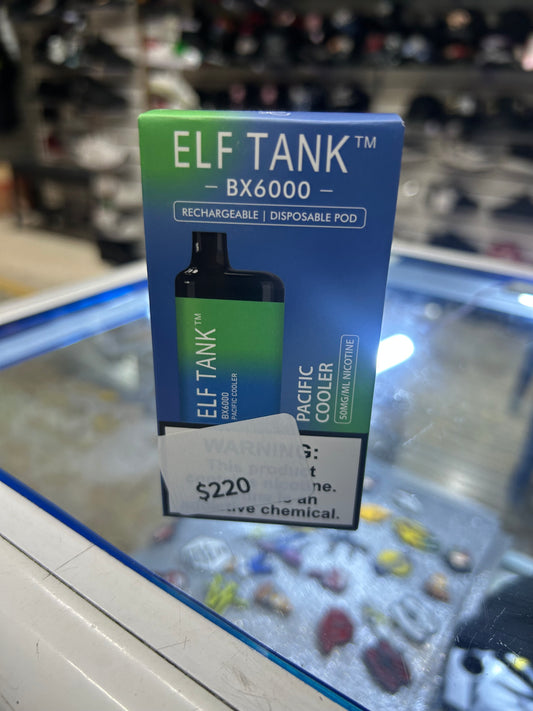 ELF TANK™
BX6000
RECHARGEABLE | DISPOSABLE POD
ELF TANK™
BX6000
PACIFIC COOLER
PACIFIC
COOLER
50MG/ML NICOTINE
WARNING:
This product
nicotine.
an
chemical.
$220